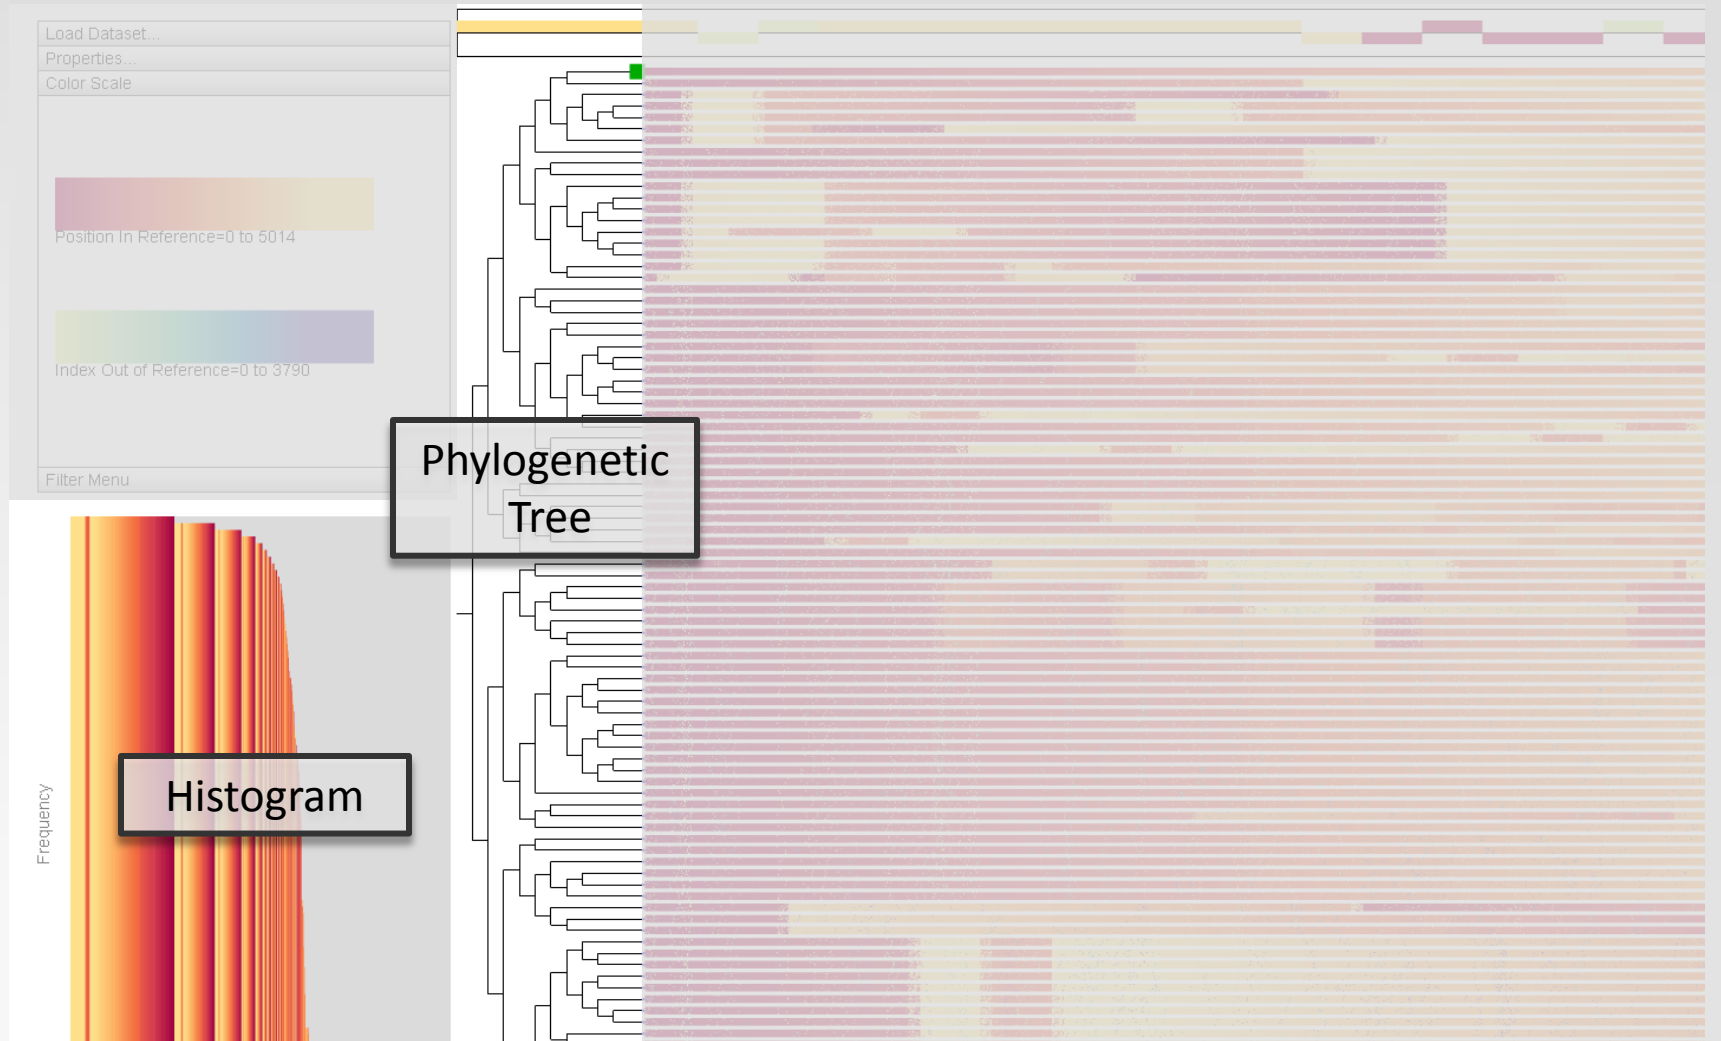 Load Dataset...
Properties...
Color Scale
Position In Reference=0 to 5014
Index Out of Reference=0 to 3790
Filter Menu
Phylogenetic
Tree
Histogram
Frequency